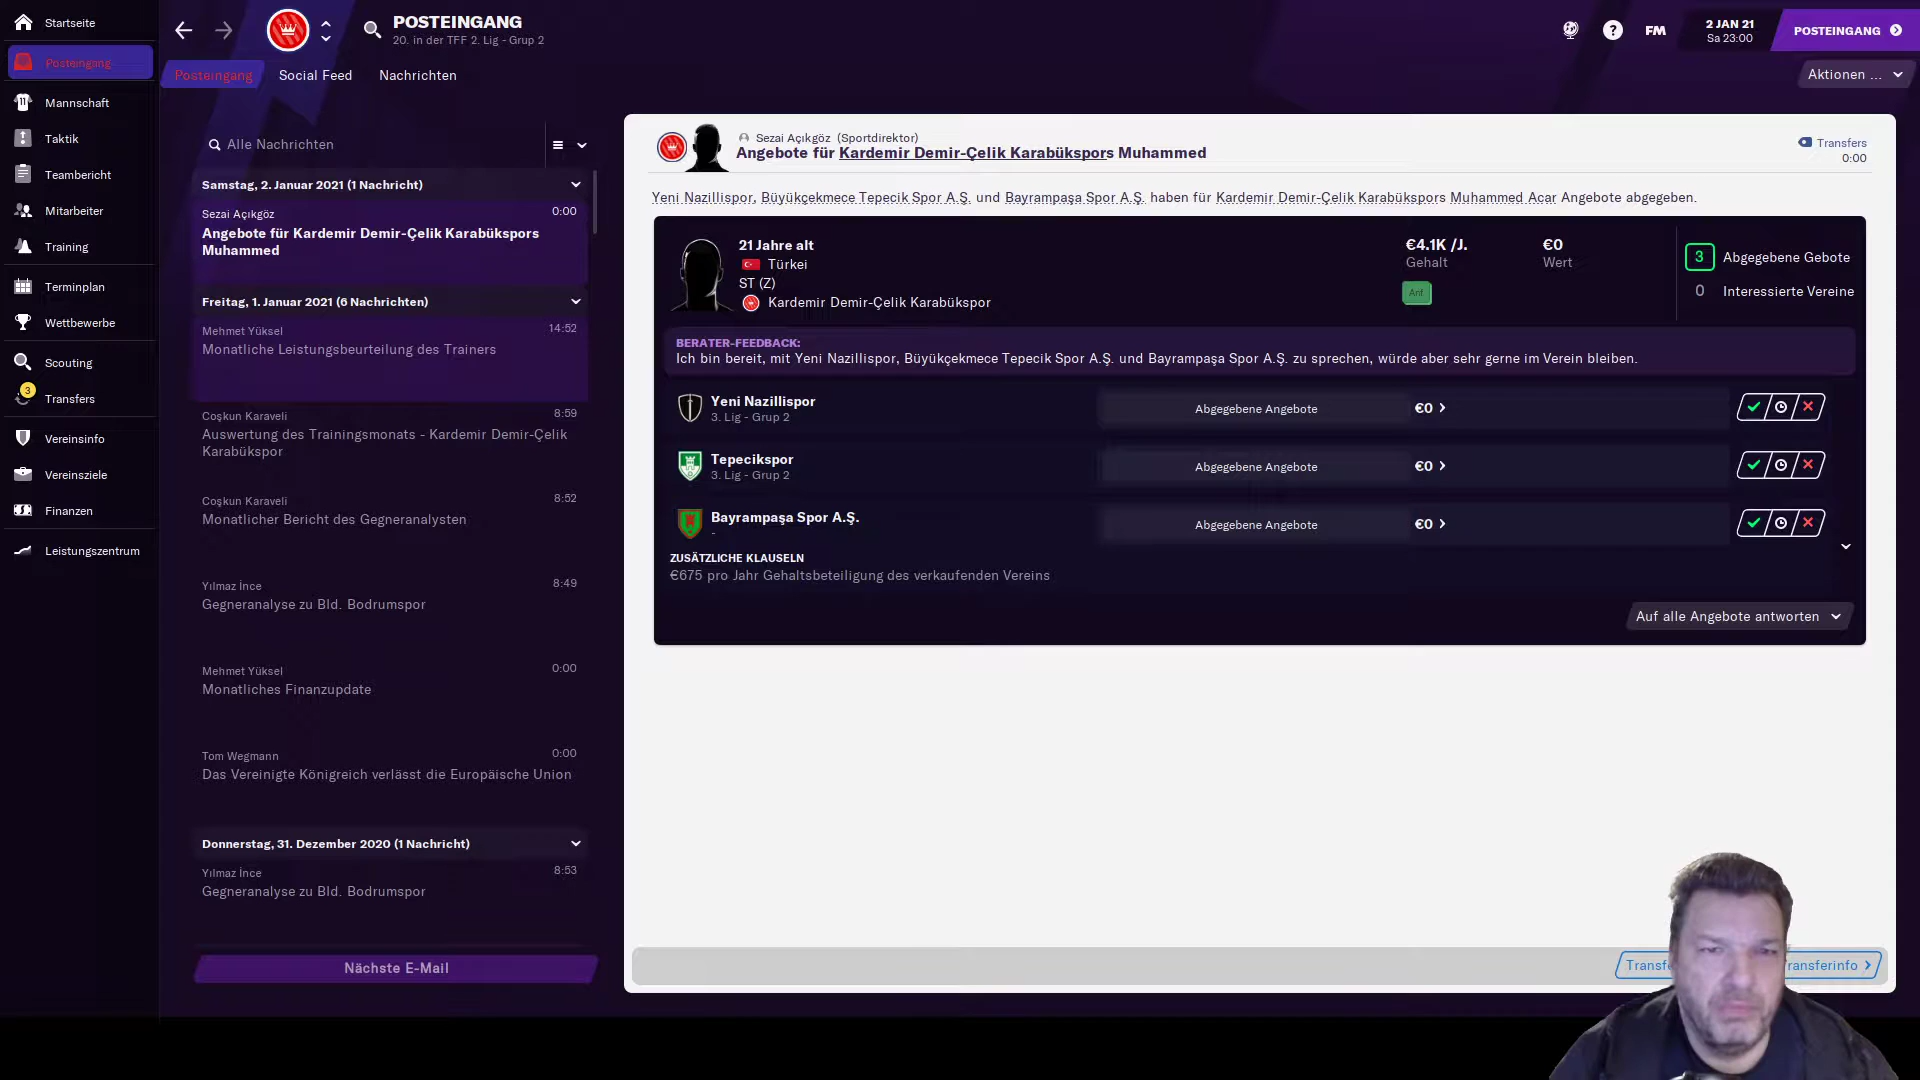 Startseite
Posteingang
Mannschaft
Taktik
Teambericht
Mitarbeiter
Training
Terminplan
Wettbewerbe
Scouting
3
Transfers
Vereinsinfo
Vereinsziele
Finanzen
Leistungszentrum
POSTEINGANG
20. in der TFF 2. Lig - Grup 2
FM
2 JAN 21
Sa 23:00
POSTEINGANG
Posteingang
Social Feed
Nachrichten
Aktionen ...
Alle Nachrichten
Samstag, 2. Januar 2021 (1 Nachricht)
Sezai Açıkgöz
0:00
Angebote für Kardemir Demir-Çelik Karabükspors
Muhammed
Freitag, 1. Januar 2021 (6 Nachrichten)
Mehmet Yüksel
14:52
Monatliche Leistungsbeurteilung des Trainers
Coşkun Karaveli
8:59
Auswertung des Trainingsmonats - Kardemir Demir-Çelik
Karabükspor
Coşkun Karaveli
8:52
Monatlicher Bericht des Gegneranalysten
Yılmaz İnce
8:49
Gegneranalyse zu Bld. Bodrumspor
Mehmet Yüksel
0:00
Monatliches Finanzupdate
Tom Wegmann
0:00
Das Vereinigte Königreich verlässt die Europäische Union
Donnerstag, 31. Dezember 2020 (1 Nachricht)
Yılmaz İnce
8:53
Gegneranalyse zu Bld. Bodrumspor
Nächste E-Mail
Sezai Açıkgöz (Sportdirektor)
Angebote für Kardemir Demir-Çelik Karabükspors Muhammed
Transfers
0:00
Yeni Nazillispor, Büyükçekmece Tepecik Spor A.Ş. und Bayrampaşa Spor A.Ş. haben für Kardemir Demir-Çelik Karabükspors Muhammed Acar Angebote abgegeben.
21 Jahre alt
Türkei
ST (Z)
Kardemir Demir-Çelik Karabükspor
€4.1K /J.
Gehalt
Anf
€0
Wert
3 Abgegebene Gebote
0 Interessierte Vereine
BERATER-FEEDBACK:
Ich bin bereit, mit Yeni Nazillispor, Büyükçekmece Tepecik Spor A.Ş. und Bayrampaşa Spor A.Ş. zu sprechen, würde aber sehr gerne im Verein bleiben.
Yeni Nazillispor
3. Lig - Grup 2
Abgegebene Angebote
€0
Tepecikspor
3. Lig - Grup 2
Abgegebene Angebote
€0
Bayrampaşa Spor A.Ş.
-
Abgegebene Angebote
€0
ZUSÄTZLICHE KLAUSELN
€675 pro Jahr Gehaltsbeteiligung des verkaufenden Vereins
Auf alle Angebote antworten